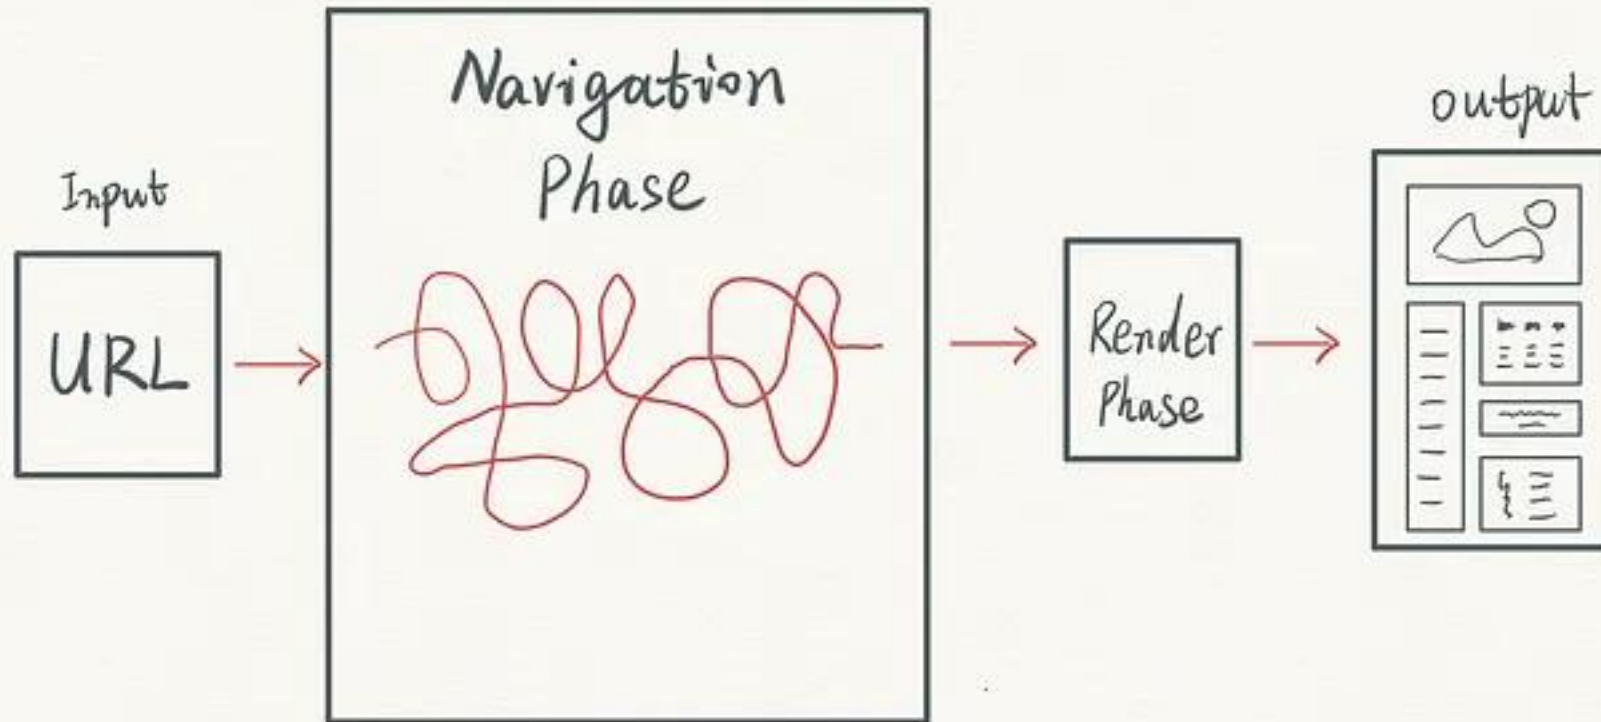 Input
URL
Navigation
Phase
Render
Phase
output